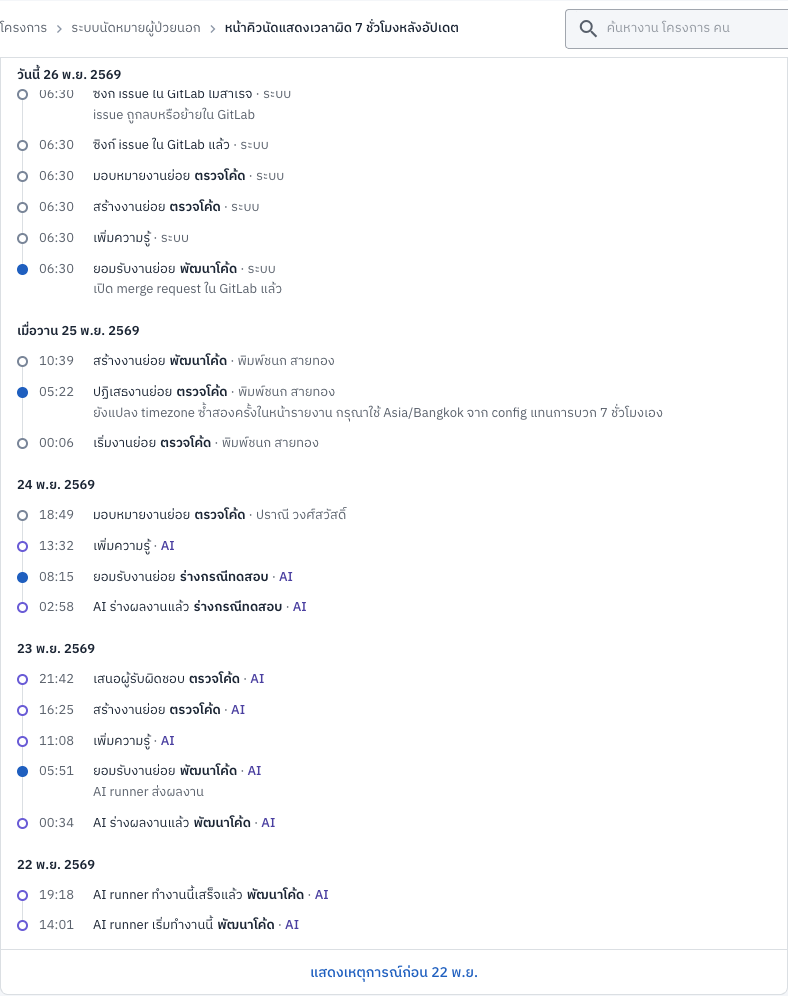 โครงการ › ระบบนัดหมายผู้ป่วยนอก › หน้าคิวนัดแสดงเวลาผิด 7 ชั่วโมงหลังอัปเดต
ค้นหางาน โครงการ คน
วันนี้ 26 พ.ย. 2569
06:30 ซิงก์ issue ใน GitLab ไม่สำเร็จ · ระบบ
issue ถูกลบหรือย้ายใน GitLab
06:30 ซิงก์ issue ใน GitLab แล้ว · ระบบ
06:30 มอบหมายงานย่อย ตรวจโค้ด · ระบบ
06:30 สร้างงานย่อย ตรวจโค้ด · ระบบ
06:30 เพิ่มความรู้ · ระบบ
06:30 ยอมรับงานย่อย พัฒนาโค้ด · ระบบ
เปิด merge request ใน GitLab แล้ว
เมื่อวาน 25 พ.ย. 2569
10:39 สร้างงานย่อย พัฒนาโค้ด · พิมพ์ชนก สายทอง
05:22 ปฏิเสธงานย่อย ตรวจโค้ด · พิมพ์ชนก สายทอง
ยังแปลง timezone ซ้ำสองครั้งในหน้ารายงาน กรุณาใช้ Asia/Bangkok จาก config แทนการบวก 7 ชั่วโมงเอง
00:06 เริ่มงานย่อย ตรวจโค้ด · พิมพ์ชนก สายทอง
24 พ.ย. 2569
18:49 มอบหมายงานย่อย ตรวจโค้ด · ปราณี วงศ์สวัสดิ์
13:32 เพิ่มความรู้ · AI
08:15 ยอมรับงานย่อย ร่างกรณีทดสอบ · AI
02:58 AI ร่างผลงานแล้ว ร่างกรณีทดสอบ · AI
23 พ.ย. 2569
21:42 เสนอผู้รับผิดชอบ ตรวจโค้ด · AI
16:25 สร้างงานย่อย ตรวจโค้ด · AI
11:08 เพิ่มความรู้ · AI
05:51 ยอมรับงานย่อย พัฒนาโค้ด · AI
AI runner ส่งผลงาน
00:34 AI ร่างผลงานแล้ว พัฒนาโค้ด · AI
22 พ.ย. 2569
19:18 AI runner ทำงานนี้เสร็จแล้ว พัฒนาโค้ด · AI
14:01 AI runner เริ่มทำงานนี้ พัฒนาโค้ด · AI
แสดงเหตุการณ์ก่อน 22 พ.ย.